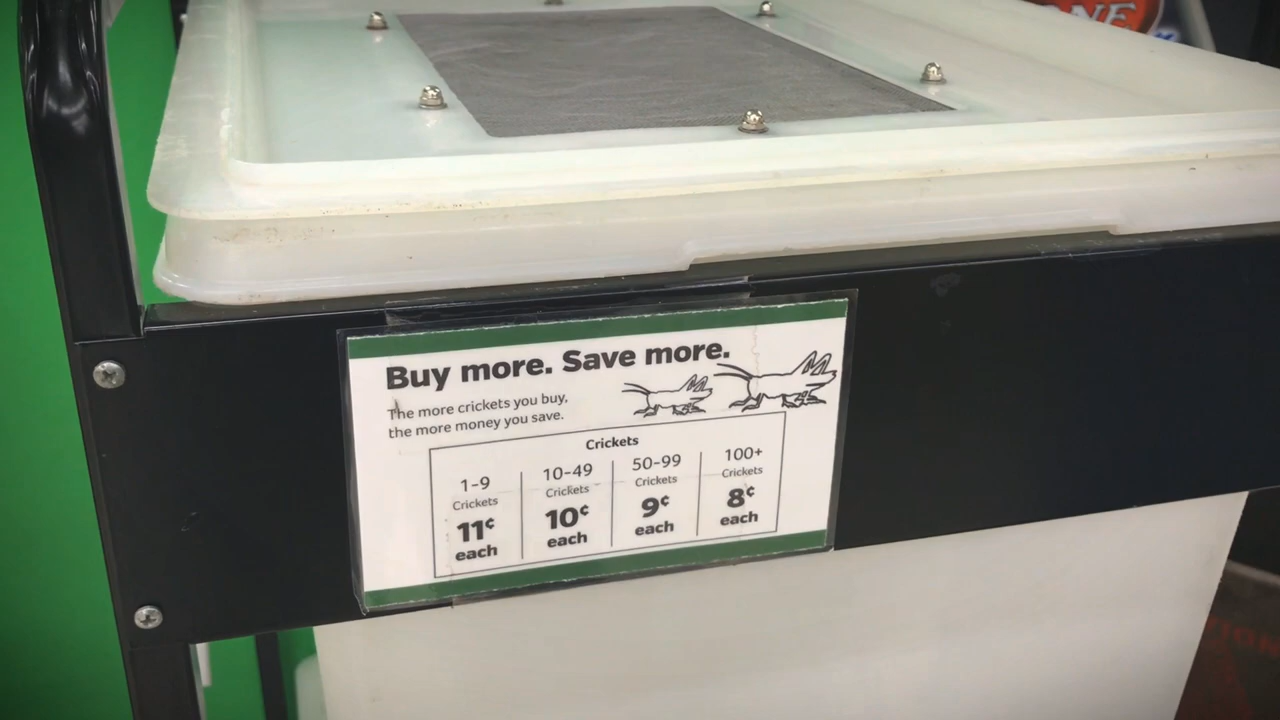 NE
Buy more. Save more.
The more crickets you buy,
the more money you save.
Crickets
1-9
Crickets
11¢
each
10-49
Crickets
10¢
each
50-99
Crickets
9¢
each
100+
Crickets
8¢
each